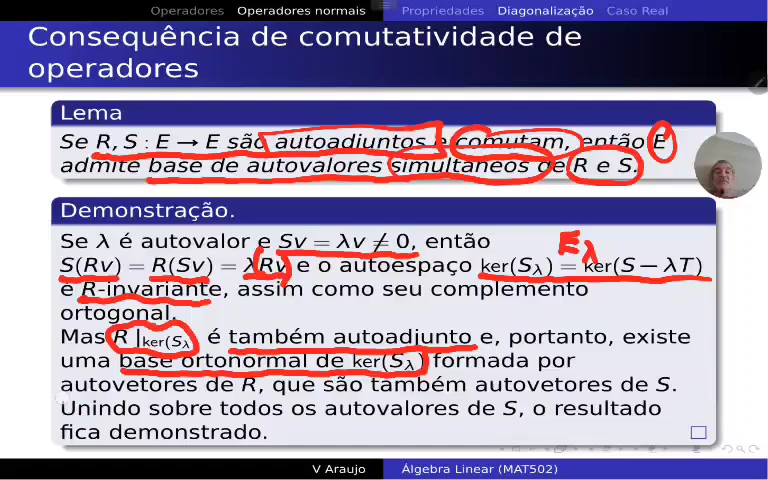 Operadores Operadores normais Propriedades Diagonalização Caso Real
Consequência de comutatividade de
operadores
Lema
Se R, S : E → E são autoadjuntos e comutam, então E
admite base de autovalores simultâneos de R e S.
Demonstração.
Se λ é autovalor e Sv = λv ≠ 0, então
E λ
S(Rv) = R(Sv) = λRv e o autoespaço ker(Sλ) = ker(S − λT)
é R-invariante, assim como seu complemento
ortogonal.
Mas R |ker(Sλ) é também autoadjunto e, portanto, existe
uma base ortonormal de ker(Sλ) formada por
autovetores de R, que são também autovetores de S.
Unindo sobre todos os autovalores de S, o resultado
fica demonstrado.
V Araujo Álgebra Linear (MAT502)